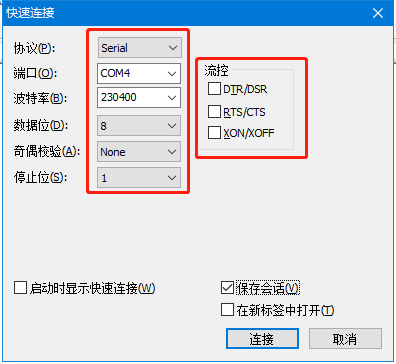 快速连接
协议(P): Serial
端口(O): COM4
波特率(B): 230400
数据位(D): 8
奇偶校验(A): None
停止位(S): 1
流控
DTR/DSR
RTS/CTS
XON/XOFF
启动时显示快速连接(W)
保存会话(V)
在新标签中打开(T)
连接
取消